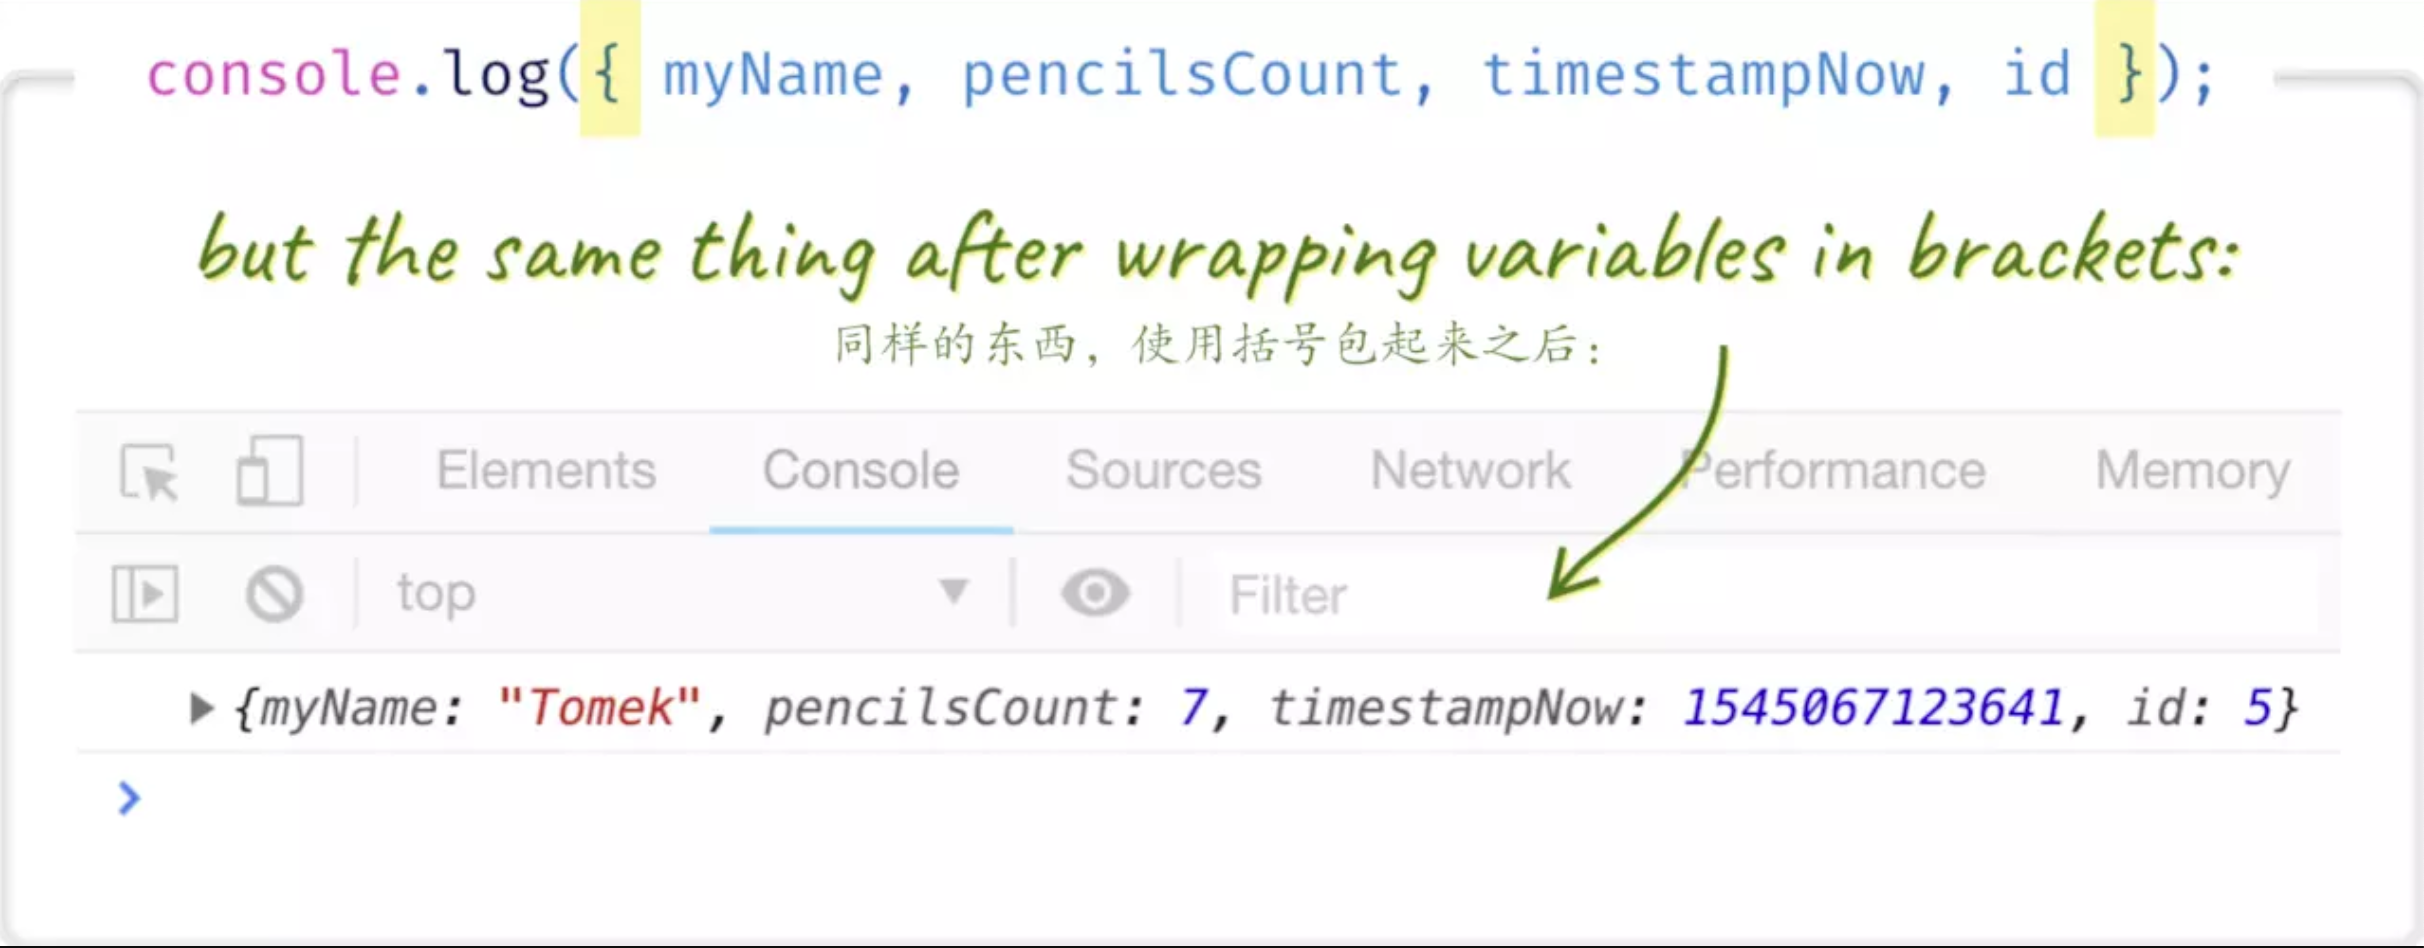 console.log({ myName, pencilsCount, timestampNow, id });
but the same thing after wrapping variables in brackets:
同样的东西，使用括号包起来之后：
Elements Console Sources Network Performance Memory
top ▼ Filter
▶ {myName: "Tomek", pencilsCount: 7, timestampNow: 1545067123641, id: 5}